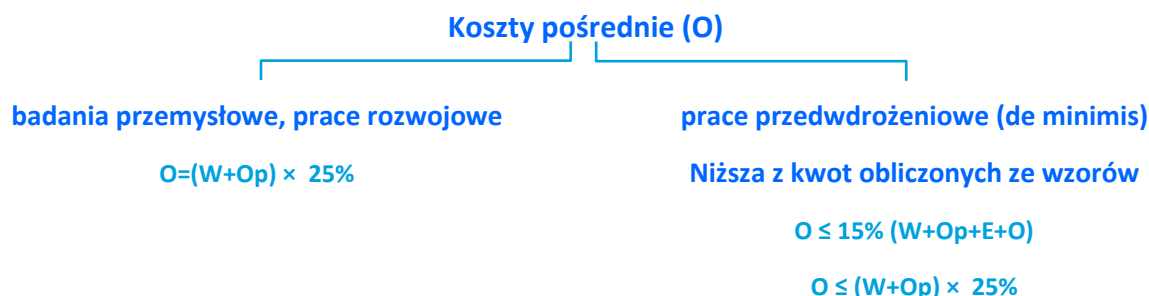 Koszty pośrednie (O)
badania przemysłowe, prace rozwojowe
O=(W+Op) × 25%
prace przedwdrożeniowe (de minimis)
Niższa z kwot obliczonych ze wzorów
O ≤ 15% (W+Op+E+O)
O ≤ (W+Op) × 25%